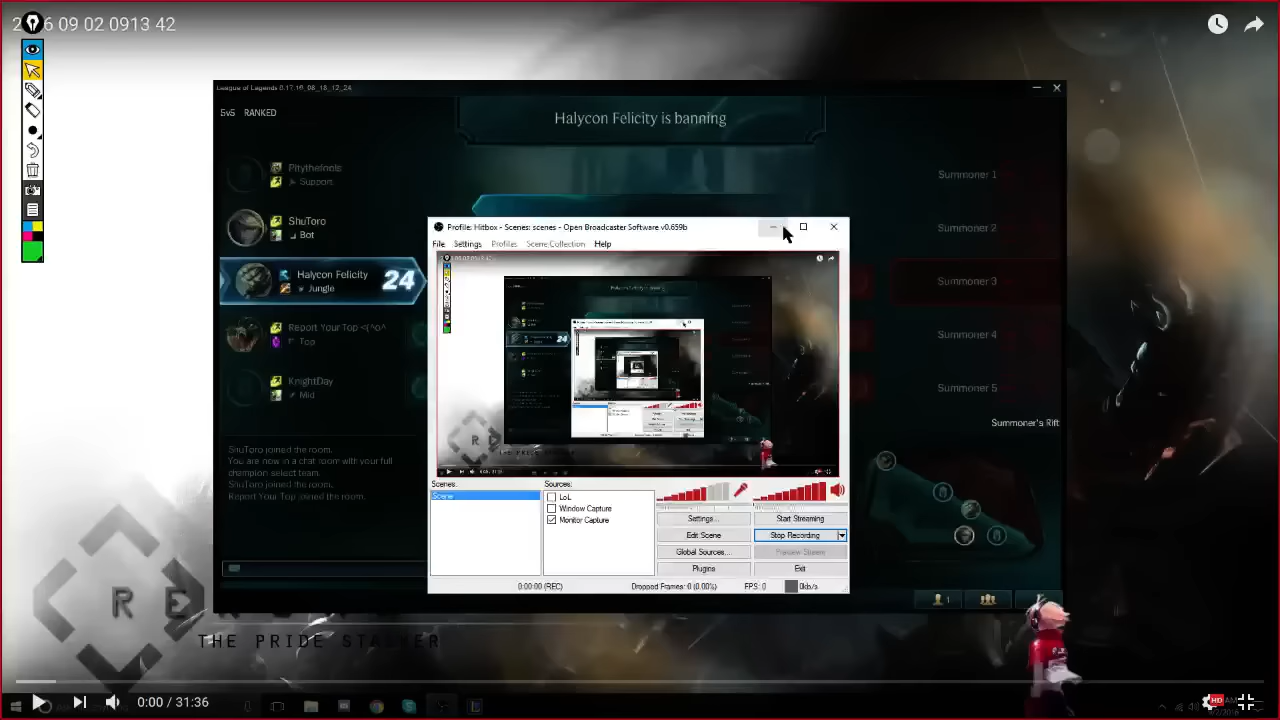 2016 09 02 0913 42
League of Legends
5v5 RANKED
Halycon Felicity is banning
Support
ShuToro
Bot
Halycon Felicity
Jungle
24
Report Your Top <(^o^
Top
KnightDay
Mid
Summoner 1
Summoner 2
Summoner 3
Summoner 4
Summoner 5
Summoner's Rift
ShuToro joined the room.
You are now in a chat room with your full
champion select team.
ShuToro joined the room.
Report Your Top joined the room.
1
Profile: Hitbox - Scenes: scenes - Open Broadcaster Software v0.659b
File Settings Profiles Scene Collection Help
Scenes:
Scene
Sources:
LoL
Window Capture
Monitor Capture
Settings...
Start Streaming
Edit Scene
Stop Recording
Global Sources...
Preview Stream
Plugins
Exit
0:00:00 (REC)
Dropped Frames: 0 (0.00%)
FPS: 0
0kb/s
R E
THE PRIDE STALKER
0:00 / 31:36
HD